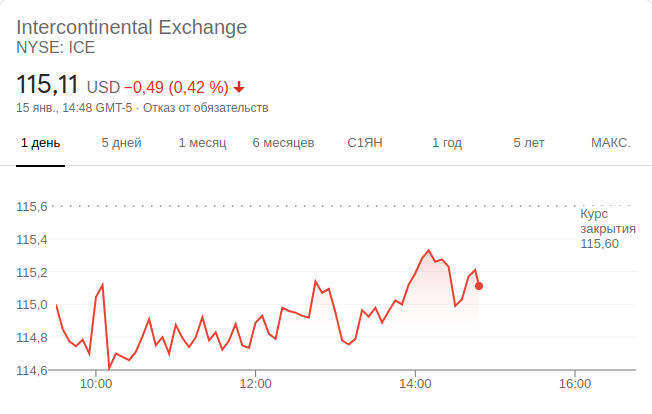 Intercontinental Exchange
NYSE: ICE
115,11 USD −0,49 (0,42 %)
15 янв., 14:48 GMT-5 · Отказ от обязательств
1 день 5 дней 1 месяц 6 месяцев С1ЯН 1 год 5 лет МАКС.
115,6
Курс
закрытия
115,60
115,4
115,2
115,0
114,8
114,6
10:00 12:00 14:00 16:00